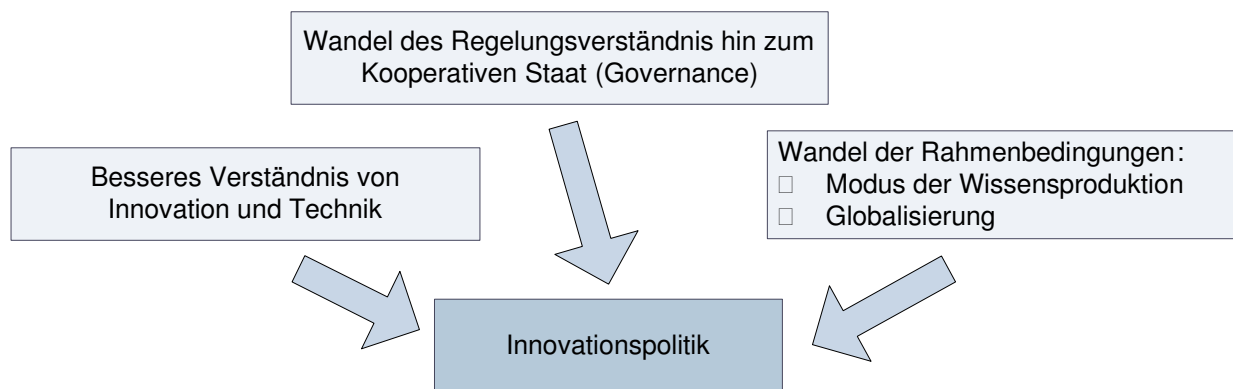 Wandel des Regelungsverständnis hin zum
Kooperativen Staat (Governance)
Besseres Verständnis von
Innovation und Technik
Wandel der Rahmenbedingungen:
Modus der Wissensproduktion
Globalisierung
Innovationspolitik